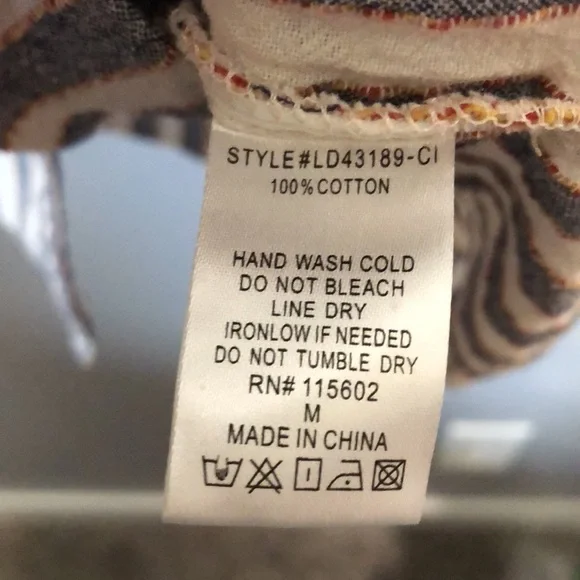 STYLE#LD43189-CI
100% COTTON
HAND WASH COLD
DO NOT BLEACH
LINE DRY
IRONLOW IF NEEDED
DO NOT TUMBLE DRY
RN# 115602
M
MADE IN CHINA